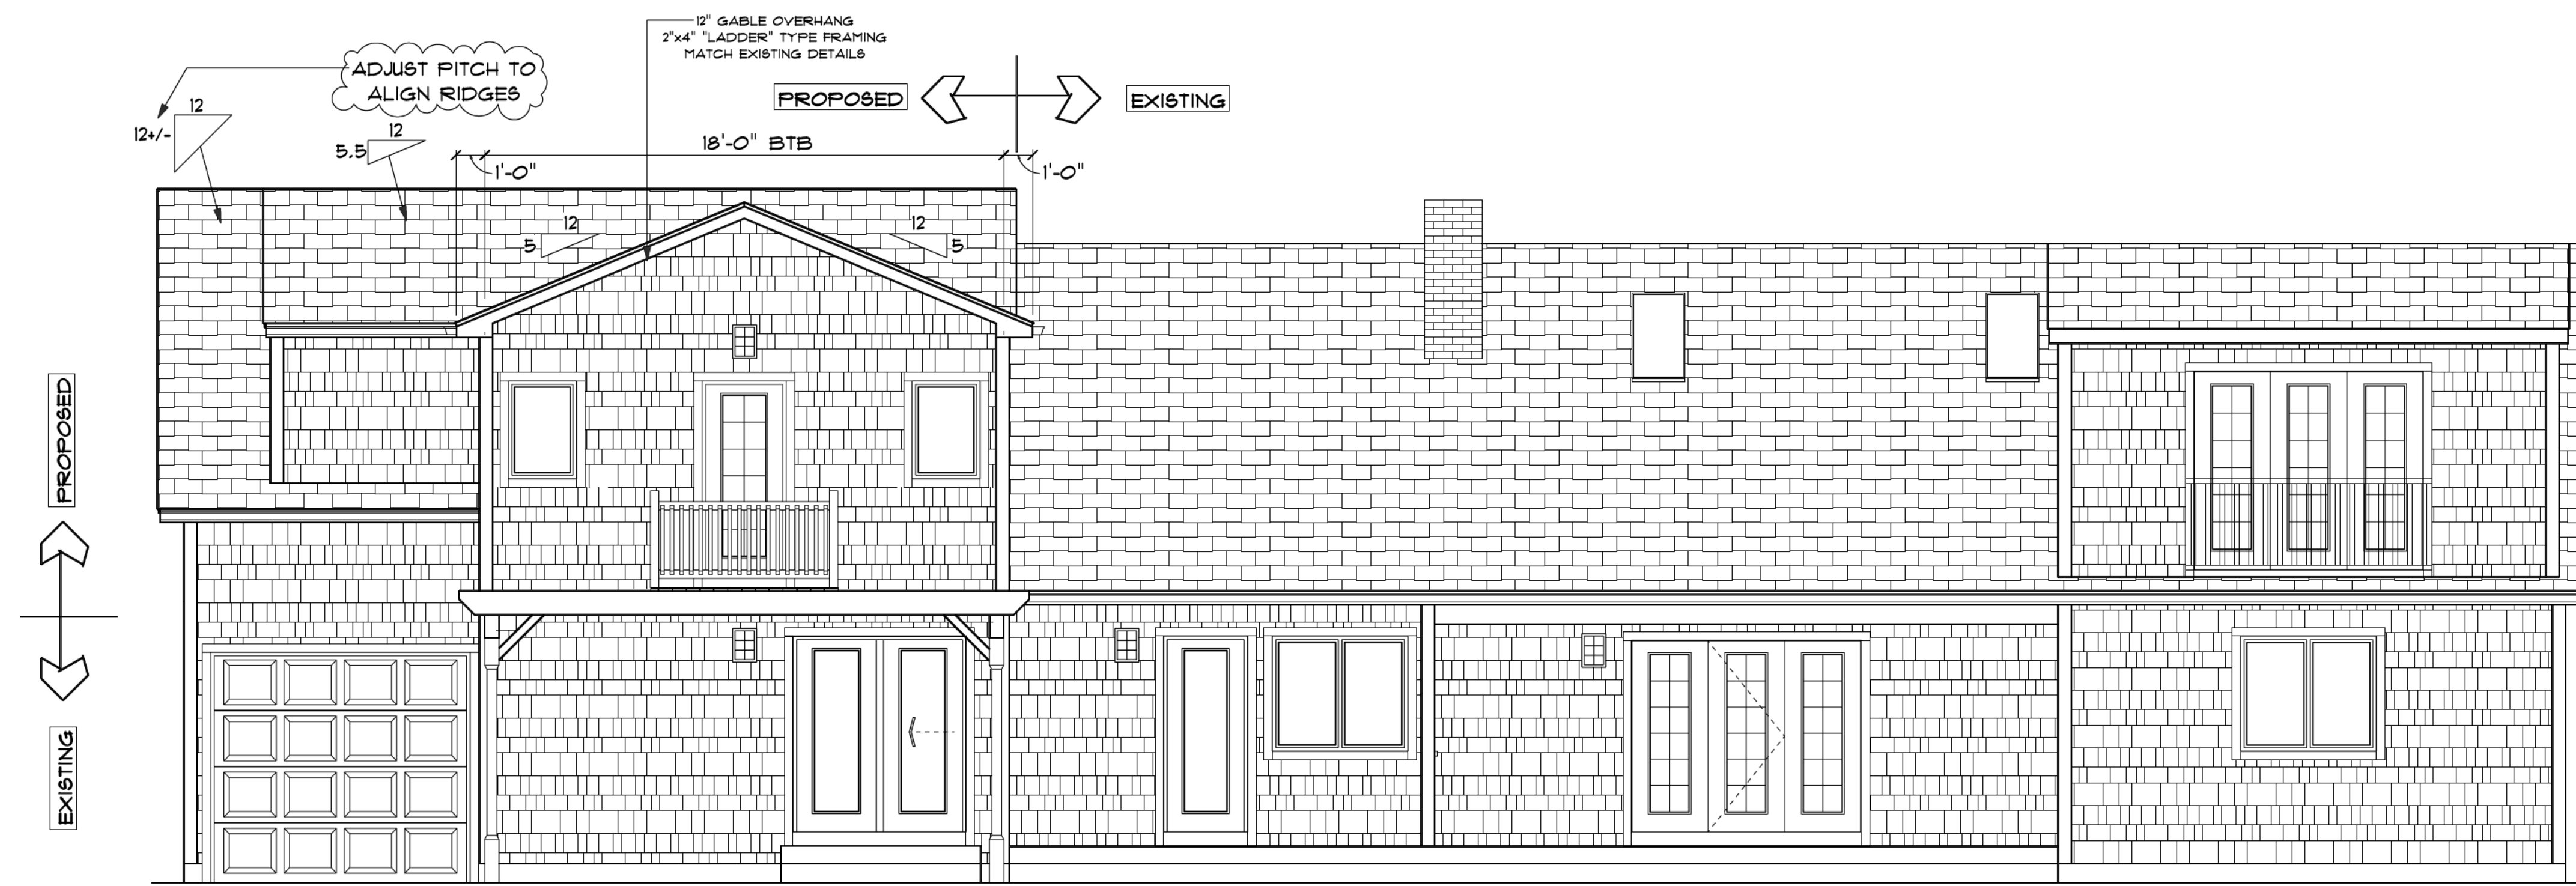 12" GABLE OVERHANG
2"x4" "LADDER" TYPE FRAMING
MATCH EXISTING DETAILS
ADJUST PITCH TO
ALIGN RIDGES
PROPOSED
EXISTING
12
12+/-
12
5.5
18'-0" BTB
1'-0"
1'-0"
12
5
12
5
PROPOSED
EXISTING